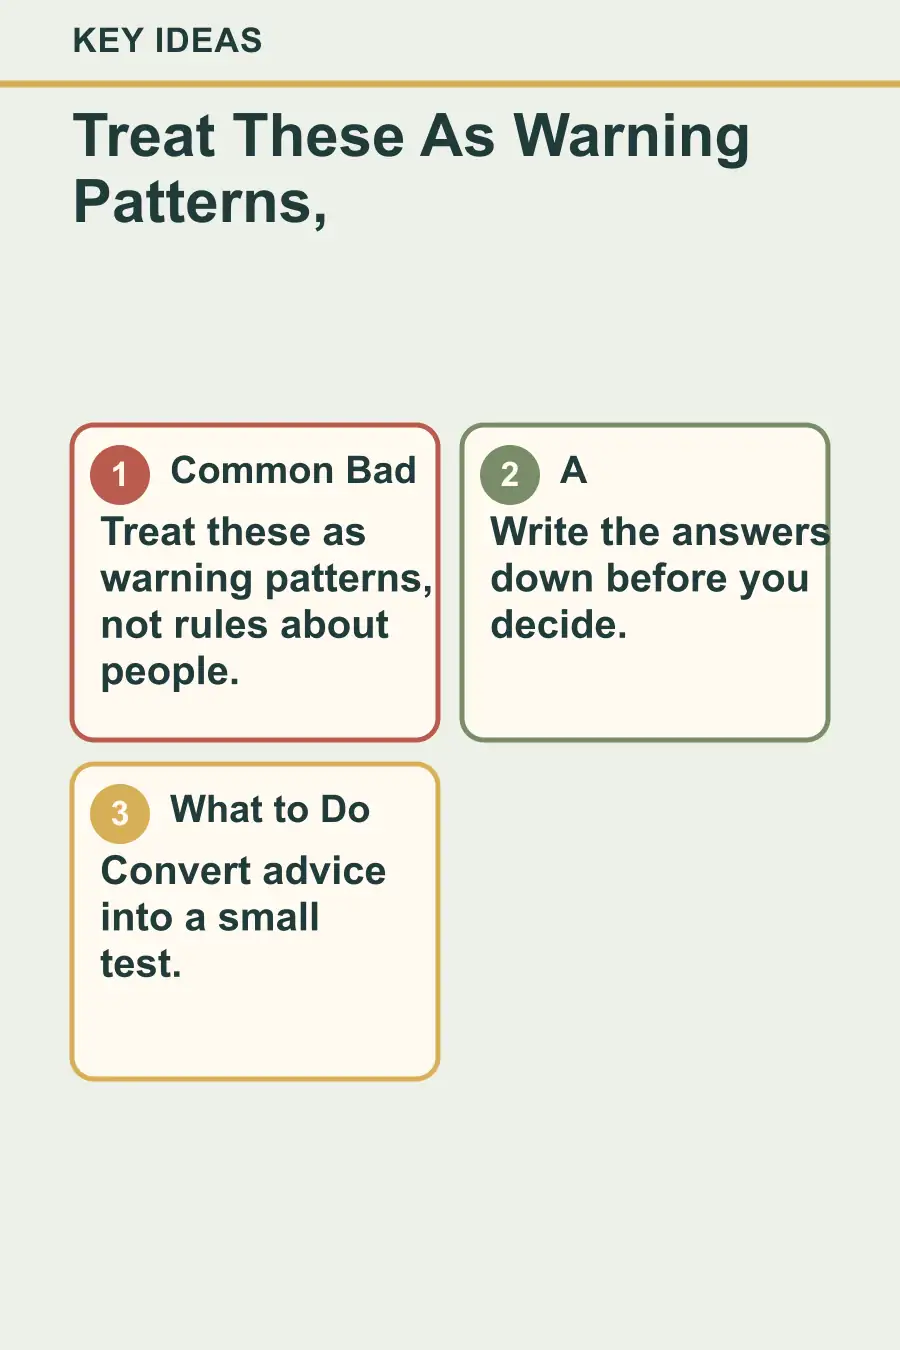 KEY IDEAS
Treat These As Warning
Patterns,
1
Common Bad
Treat these as
warning patterns,
not rules about
people.
2
A
Write the answers
down before you
decide.
3
What to Do
Convert advice
into a small
test.